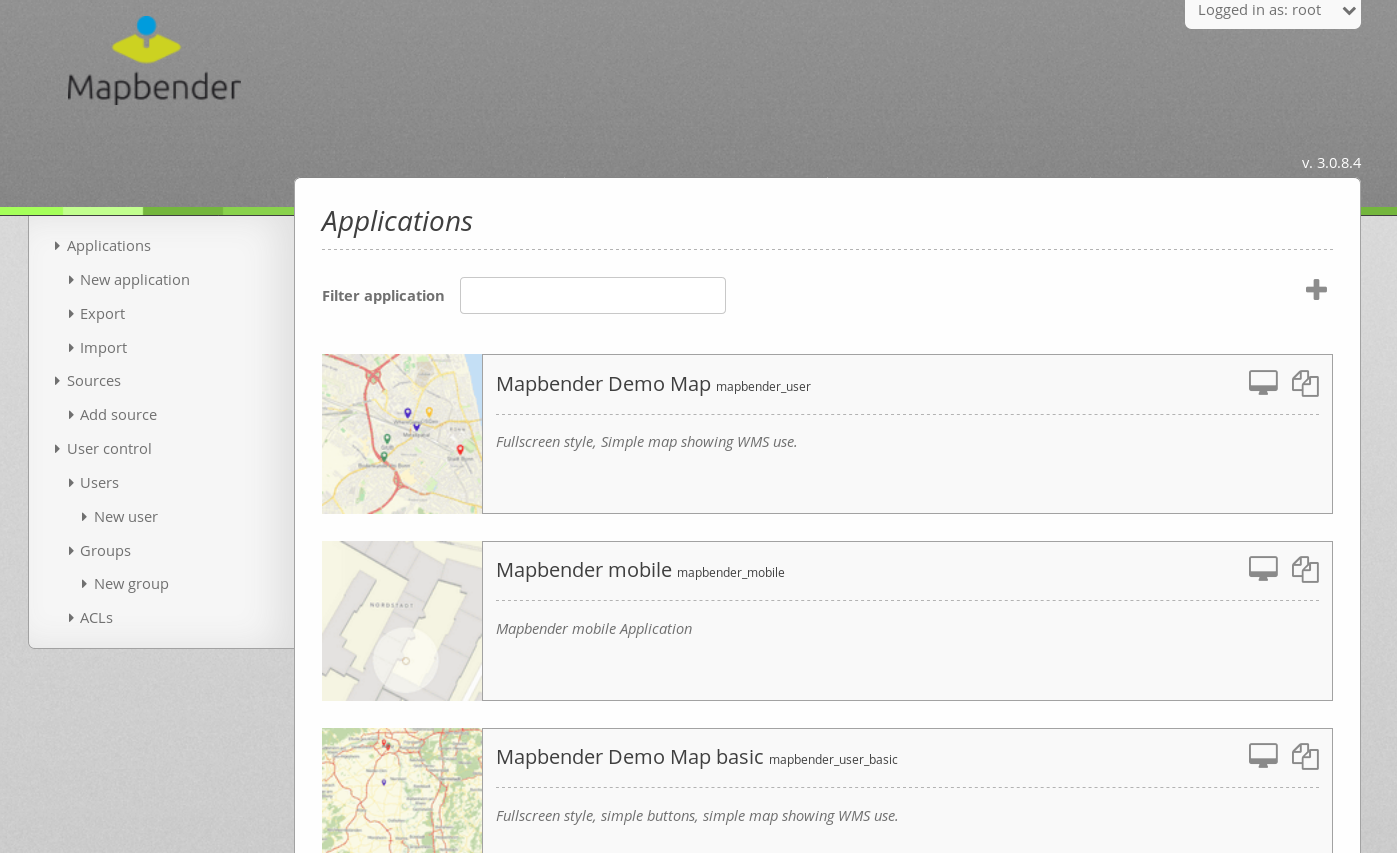 Logged in as: root
Mapbender
v. 3.0.8.4
Applications
New application
Export
Import
Sources
Add source
User control
Users
New user
Groups
New group
ACLs
Applications
Filter application
Mapbender Demo Map mapbender_user
Fullscreen style, Simple map showing WMS use.
NORDSTADT
Mapbender mobile mapbender_mobile
Mapbender mobile Application
Mapbender Demo Map basic mapbender_user_basic
Fullscreen style, simple buttons, simple map showing WMS use.